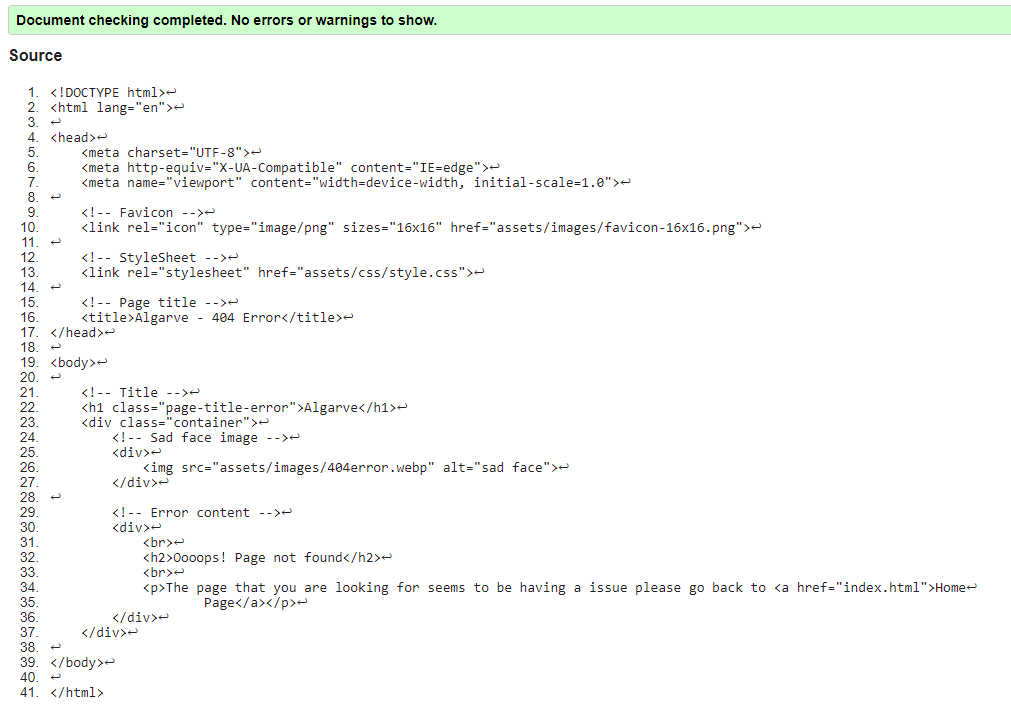 Document checking completed. No errors or warnings to show.
Source
1. <!DOCTYPE html>↩
2. <html lang="en">↩
3. ↩
4. <head>↩
5.     <meta charset="UTF-8">↩
6.     <meta http-equiv="X-UA-Compatible" content="IE=edge">↩
7.     <meta name="viewport" content="width=device-width, initial-scale=1.0">↩
8. ↩
9.     <!-- Favicon -->↩
10.     <link rel="icon" type="image/png" sizes="16x16" href="assets/images/favicon-16x16.png">↩
11. ↩
12.     <!-- StyleSheet -->↩
13.     <link rel="stylesheet" href="assets/css/style.css">↩
14. ↩
15.     <!-- Page title -->↩
16.     <title>Algarve - 404 Error</title>↩
17. </head>↩
18. ↩
19. <body>↩
20. ↩
21.     <!-- Title -->↩
22.     <h1 class="page-title-error">Algarve</h1>↩
23.     <div class="container">↩
24.         <!-- Sad face image -->↩
25.         <div>↩
26.             <img src="assets/images/404error.webp" alt="sad face">↩
27.         </div>↩
28. ↩
29.         <!-- Error content -->↩
30.         <div>↩
31.             <br>↩
32.             <h2>Oooops! Page not found</h2>↩
33.             <br>↩
34.             <p>The page that you are looking for seems to be having a issue please go back to <a href="index.html">Home↩
35.                     Page</a></p>↩
36.         </div>↩
37.     </div>↩
38. ↩
39. </body>↩
40. ↩
41. </html>